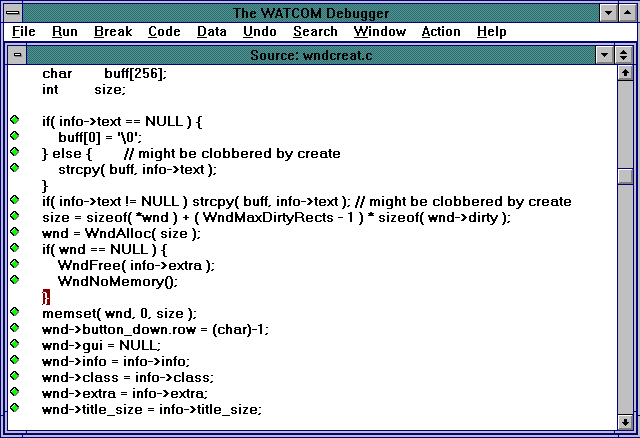 The WATCOM Debugger
File Run Break Code Data Undo Search Window Action Help
Source: wndcreat.c
char buff[256];
int size;
if( info->text == NULL ) {
buff[0] = '\0';
} else { // might be clobbered by create
strcpy( buff, info->text );
}
if( info->text != NULL ) strcpy( buff, info->text ); // might be clobbered by create
size = sizeof( *wnd ) + ( WndMaxDirtyRects - 1 ) * sizeof( wnd->dirty );
wnd = WndAlloc( size );
if( wnd == NULL ) {
WndFree( info->extra );
WndNoMemory();
}
memset( wnd, 0, size );
wnd->button_down.row = (char)-1;
wnd->gui = NULL;
wnd->info = info->info;
wnd->class = info->class;
wnd->extra = info->extra;
wnd->title_size = info->title_size;